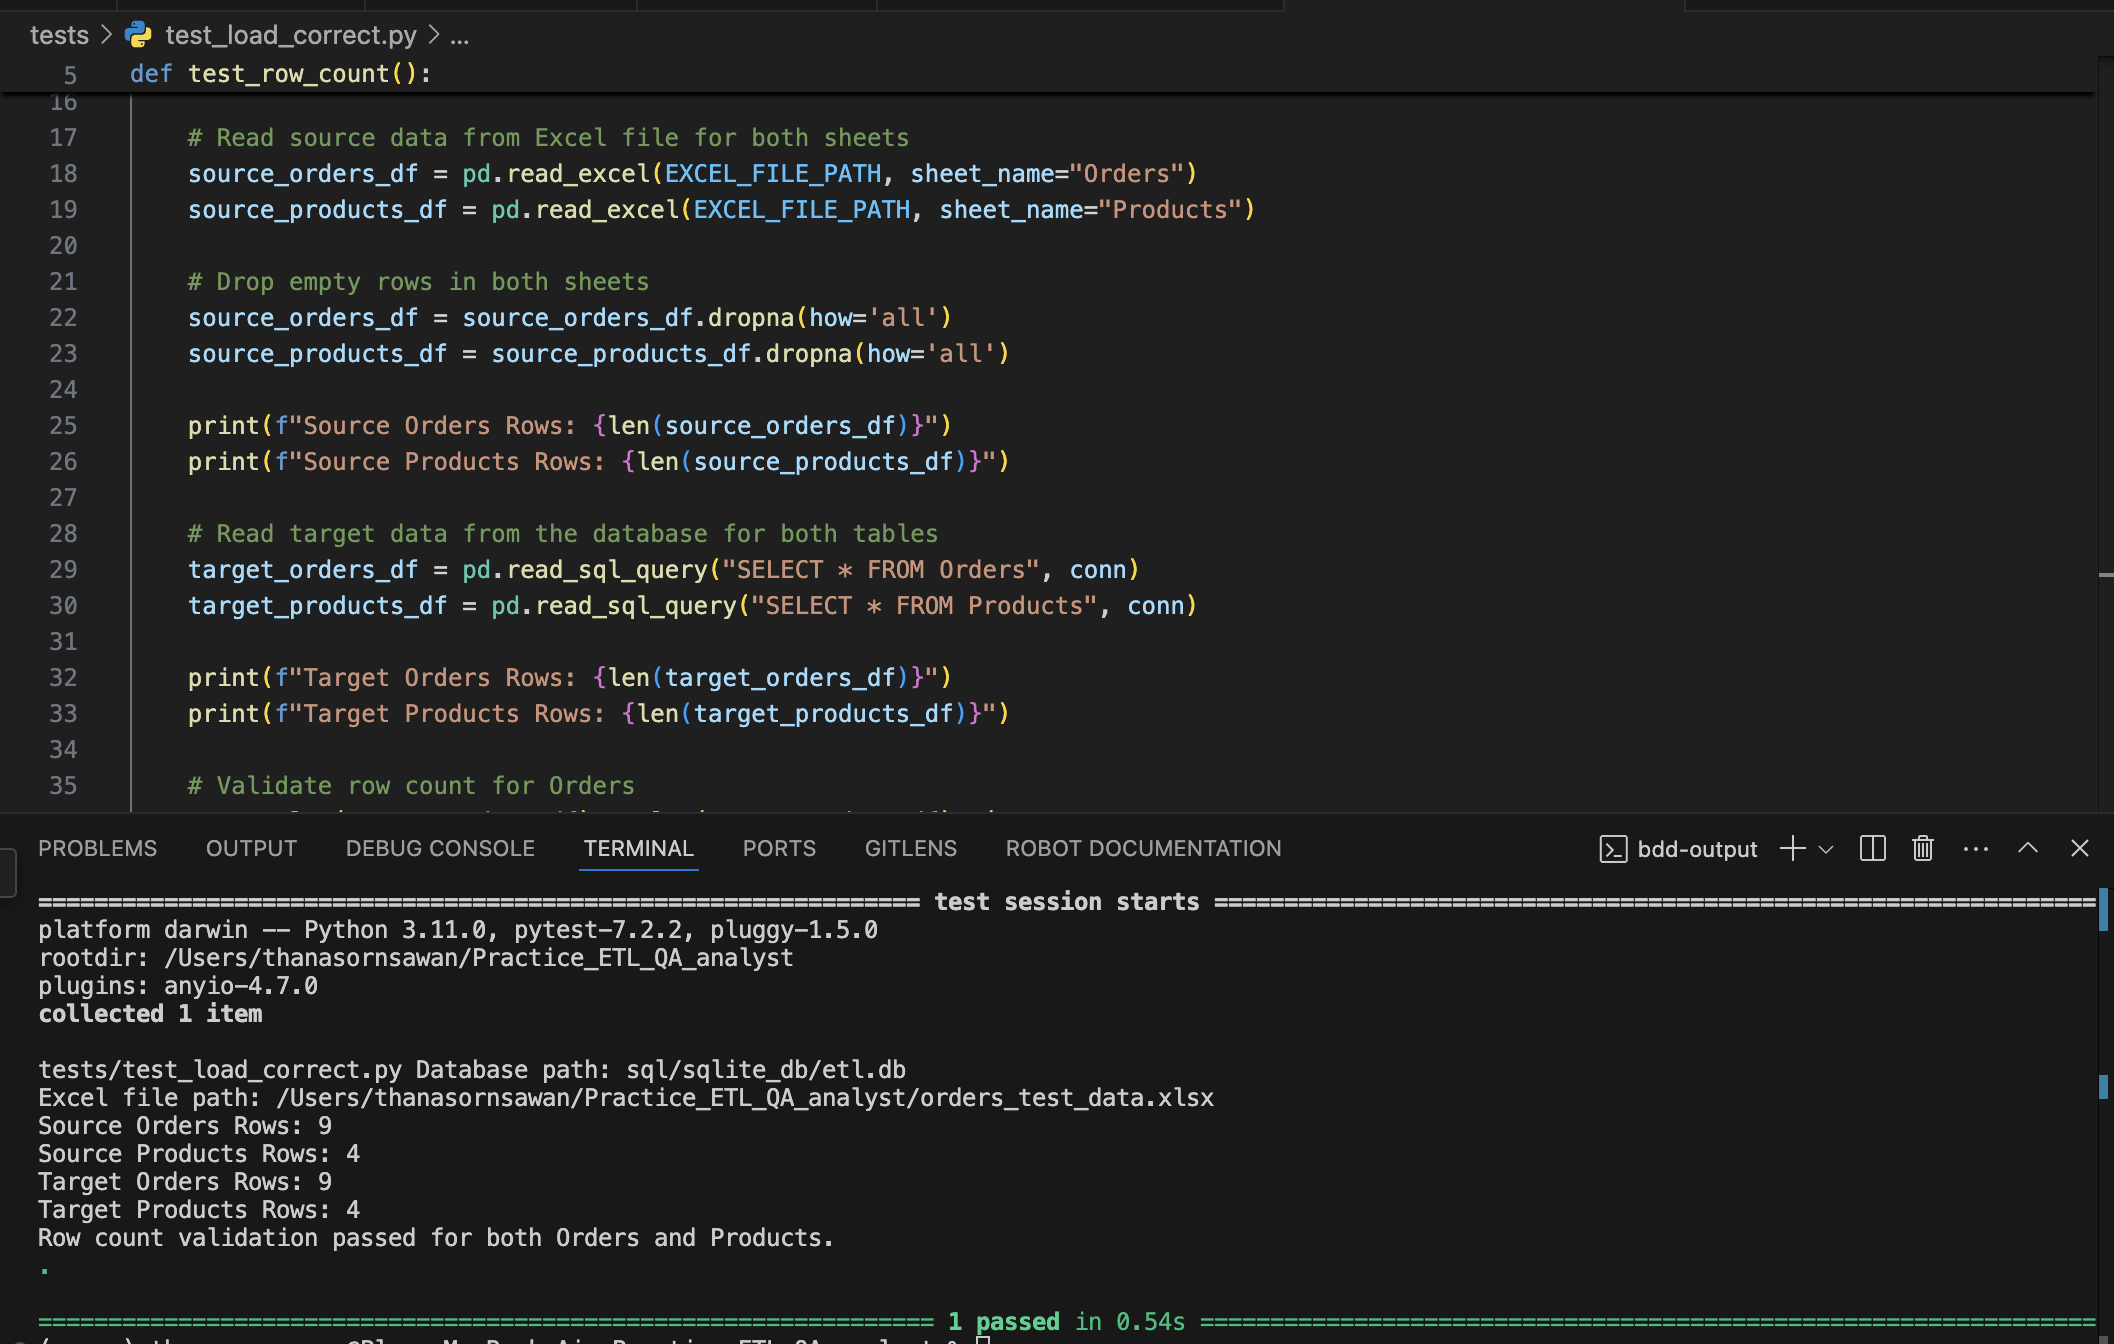 tests > test_load_correct.py > ...
5 def test_row_count():
16
17 # Read source data from Excel file for both sheets
18 source_orders_df = pd.read_excel(EXCEL_FILE_PATH, sheet_name="Orders")
19 source_products_df = pd.read_excel(EXCEL_FILE_PATH, sheet_name="Products")
20
21 # Drop empty rows in both sheets
22 source_orders_df = source_orders_df.dropna(how='all')
23 source_products_df = source_products_df.dropna(how='all')
24
25 print(f"Source Orders Rows: {len(source_orders_df)}")
26 print(f"Source Products Rows: {len(source_products_df)}")
27
28 # Read target data from the database for both tables
29 target_orders_df = pd.read_sql_query("SELECT * FROM Orders", conn)
30 target_products_df = pd.read_sql_query("SELECT * FROM Products", conn)
31
32 print(f"Target Orders Rows: {len(target_orders_df)}")
33 print(f"Target Products Rows: {len(target_products_df)}")
34
35 # Validate row count for Orders
PROBLEMS OUTPUT DEBUG CONSOLE TERMINAL PORTS GITLENS ROBOT DOCUMENTATION bdd-output
=============== test session starts ===============
platform darwin -- Python 3.11.0, pytest-7.2.2, pluggy-1.5.0
rootdir: /Users/thanasornsawan/Practice_ETL_QA_analyst
plugins: anyio-4.7.0
collected 1 item
tests/test_load_correct.py Database path: sql/sqlite_db/etl.db
Excel file path: /Users/thanasornsawan/Practice_ETL_QA_analyst/orders_test_data.xlsx
Source Orders Rows: 9
Source Products Rows: 4
Target Orders Rows: 9
Target Products Rows: 4
Row count validation passed for both Orders and Products.
.
=============== 1 passed in 0.54s ===============